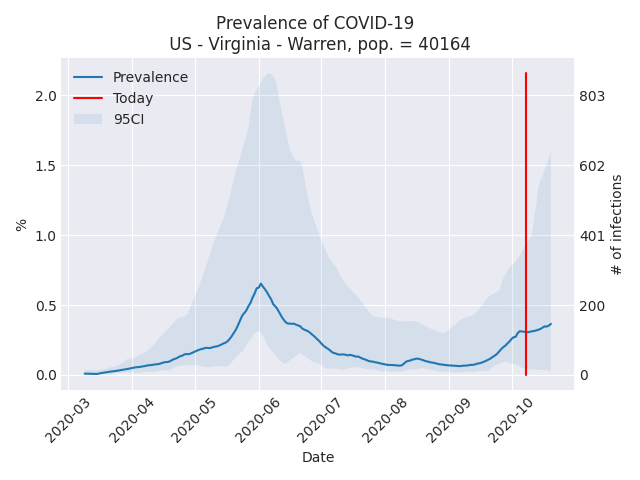 Prevalence of COVID-19
US - Virginia - Warren, pop. = 40164
Prevalence
Today
95CI
%
2.0
1.5
1.0
0.5
0.0
803
602
401
200
0
# of infections
2020-03
2020-04
2020-05
2020-06
2020-07
2020-08
2020-09
2020-10
Date